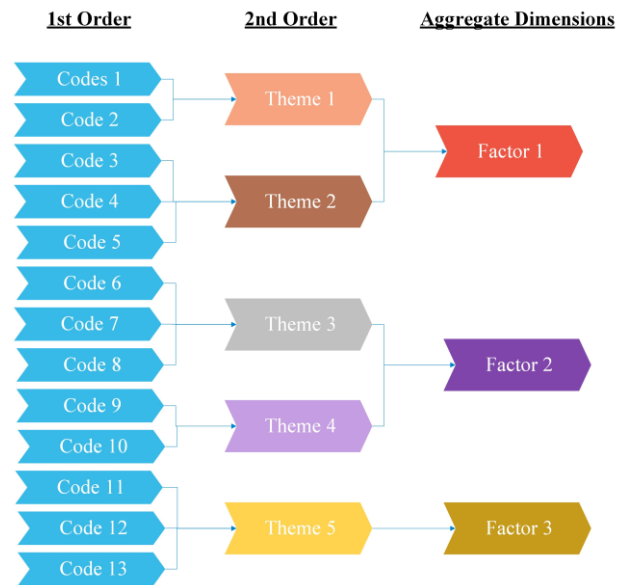 1st Order
2nd Order
Aggregate Dimensions
Codes 1
Code 2
Code 3
Code 4
Code 5
Code 6
Code 7
Code 8
Code 9
Code 10
Code 11
Code 12
Code 13
Theme 1
Theme 2
Theme 3
Theme 4
Theme 5
Factor 1
Factor 2
Factor 3